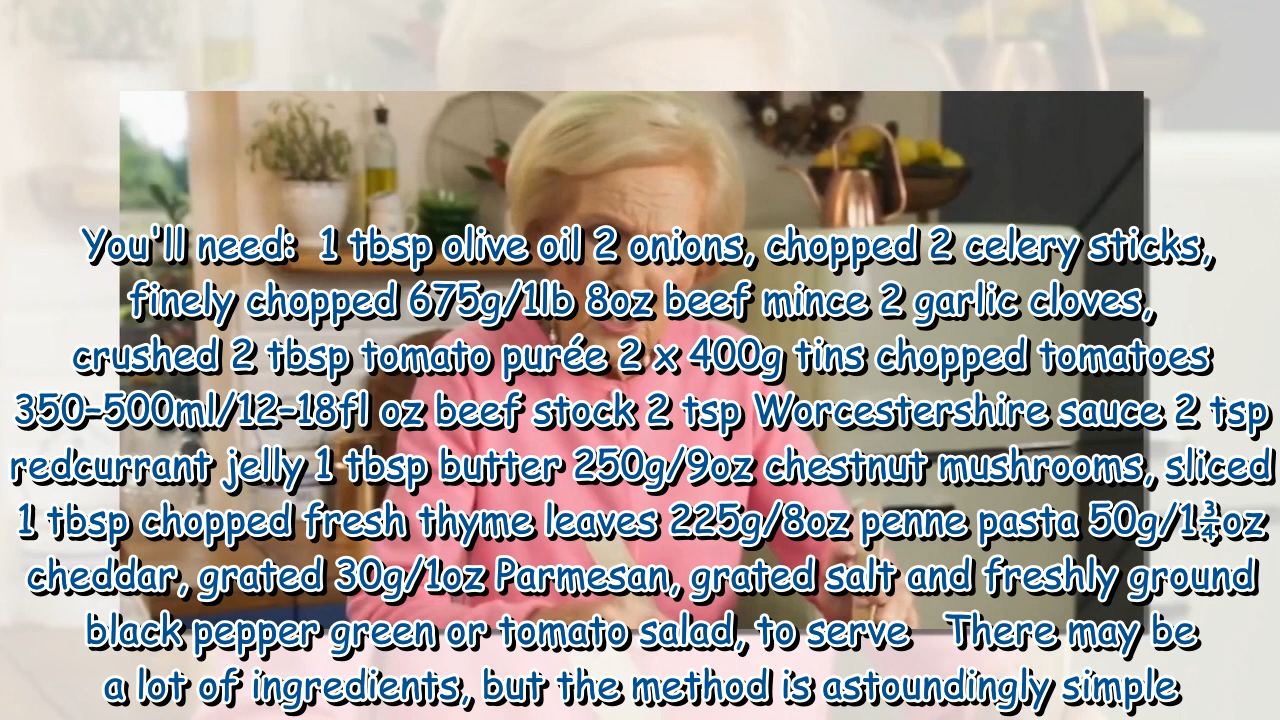 You'll need:  1 tbsp olive oil 2 onions, chopped 2 celery sticks,
finely chopped 675g/1lb 8oz beef mince 2 garlic cloves,
crushed 2 tbsp tomato purée 2 x 400g tins chopped tomatoes
350–500ml/12–18fl oz beef stock 2 tsp Worcestershire sauce 2 tsp
redcurrant jelly 1 tbsp butter 250g/9oz chestnut mushrooms, sliced
1 tbsp chopped fresh thyme leaves 225g/8oz penne pasta 50g/1¾oz
cheddar, grated 30g/1oz Parmesan, grated salt and freshly ground
black pepper green or tomato salad, to serve   There may be
a lot of ingredients, but the method is astoundingly simple